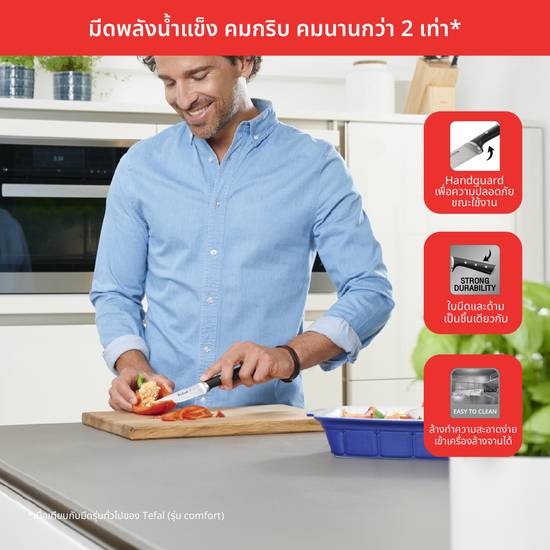 มีดพลังน้ำแข็ง คมกริบ คมนานกว่า 2 เท่า*
Handguard
เพื่อความปลอดภัย
ขณะใช้งาน
STRONG
DURABILITY
ใบมีดและด้าม
เป็นชิ้นเดียวกัน
EASY TO CLEAN
ล้างทำความสะอาดง่าย
เข้าเครื่องล้างจานได้
*เมื่อเทียบกับมีดรุ่นทั่วไปของ Tefal (รุ่น comfort)